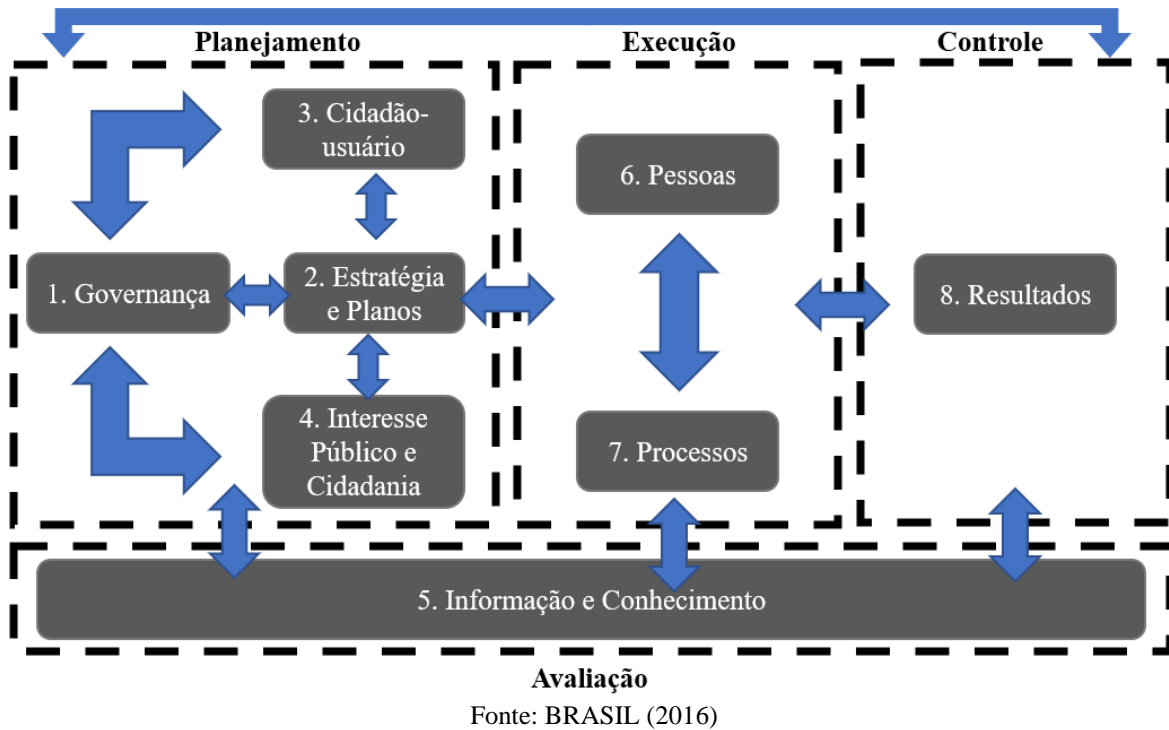 Planejamento
Execução
Controle
3. Cidadão-
usuário
6. Pessoas
1. Governança
2. Estratégia
e Planos
8. Resultados
4. Interesse
Público e
Cidadania
7. Processos
5. Informação e Conhecimento
Avaliação
Fonte: BRASIL (2016)